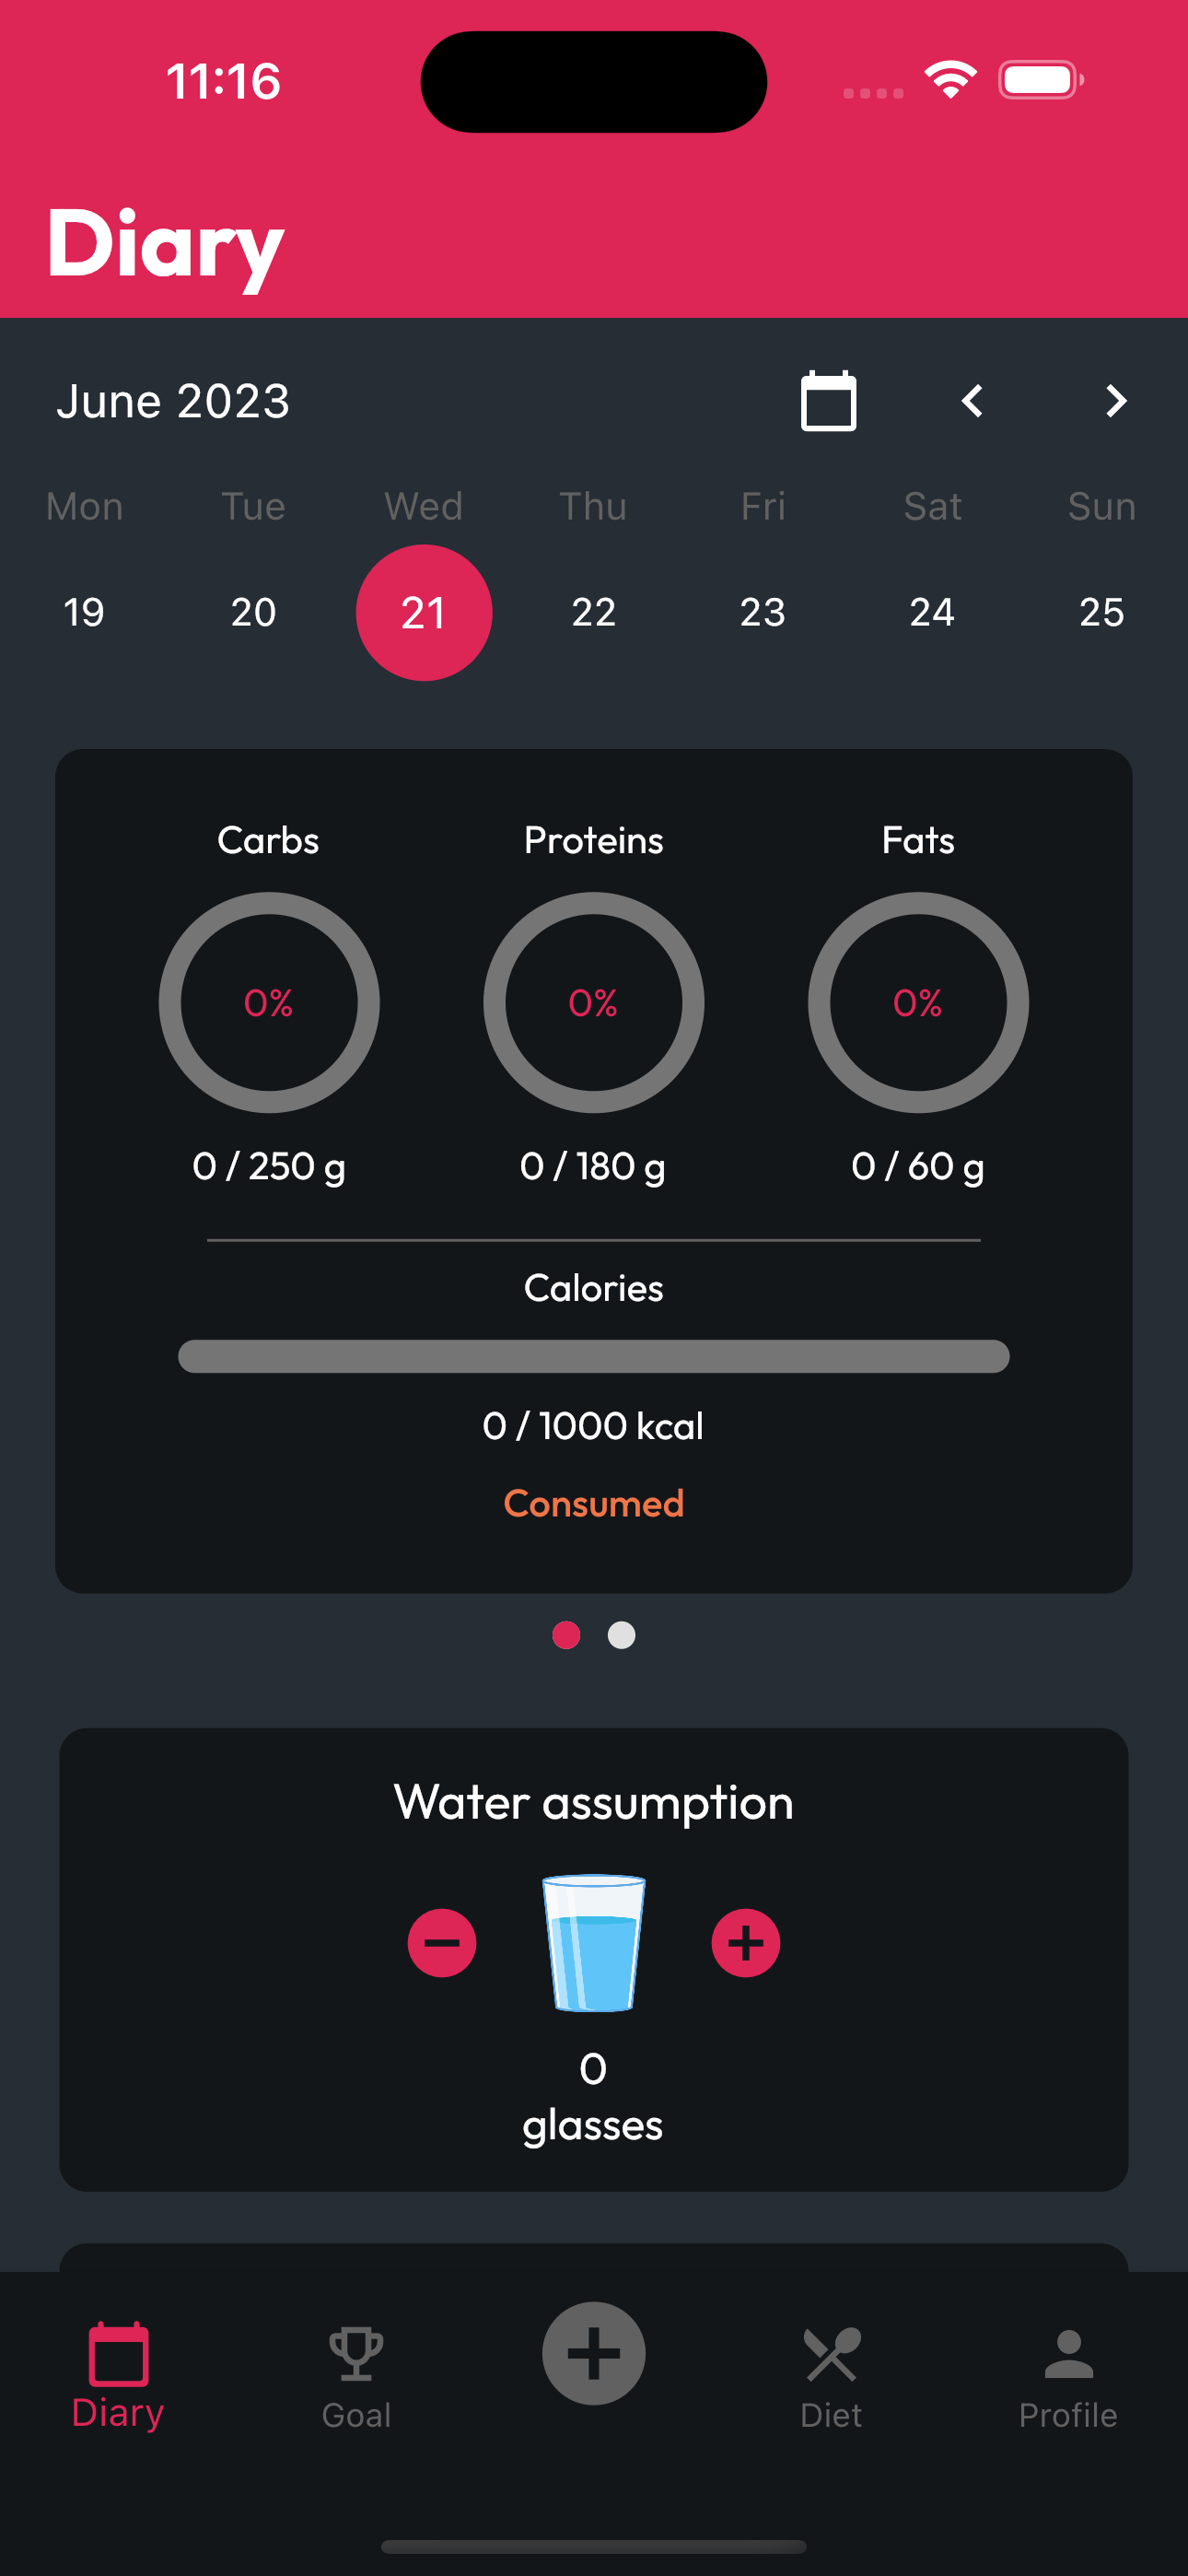 11:16
Diary
June 2023
Mon Tue Wed Thu Fri Sat Sun
19 20 21 22 23 24 25
Carbs Proteins Fats
0% 0% 0%
0 / 250 g 0 / 180 g 0 / 60 g
Calories
0 / 1000 kcal
Consumed
Water assumption
0
glasses
Diary Goal Diet Profile